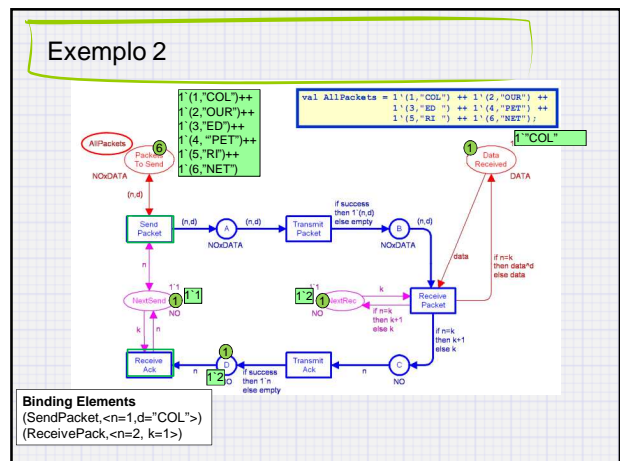 Exemplo 2
1`(1,"COL")++
1`(2,"OUR")++
1`(3,"ED")++
1`(4, "PET")++
1`(5,"RI")++
1`(6,"NET")
val AllPackets = 1`(1,"COL") ++ 1`(2,"OUR") ++
1`(3,"ED ") ++ 1`(4,"PET") ++
1`(5,"RI ") ++ 1`(6,"NET");
AllPackets
Packets
To Send
6
NOxDATA
1
1`"COL"
Data
Received
DATA
(n,d)
Send
Packet
(n,d)
A
NOxDATA
(n,d)
Transmit
Packet
if success
then 1`(n,d)
else empty
B
NOxDATA
(n,d)
data
if n=k
then data^d
else data
n
1`1
NextSend
1
1`1
NO
k
n
1`1
1`2
1
NextRec
NO
k
if n=k
then k+1
else k
Receive
Packet
if n=k
then k+1
else k
Receive
Ack
n
1
D
1`2
NO
if success
then 1`n
else empty
Transmit
Ack
n
C
NO
Binding Elements
(SendPacket,<n=1,d="COL">)
(ReceivePack,<n=2, k=1>)